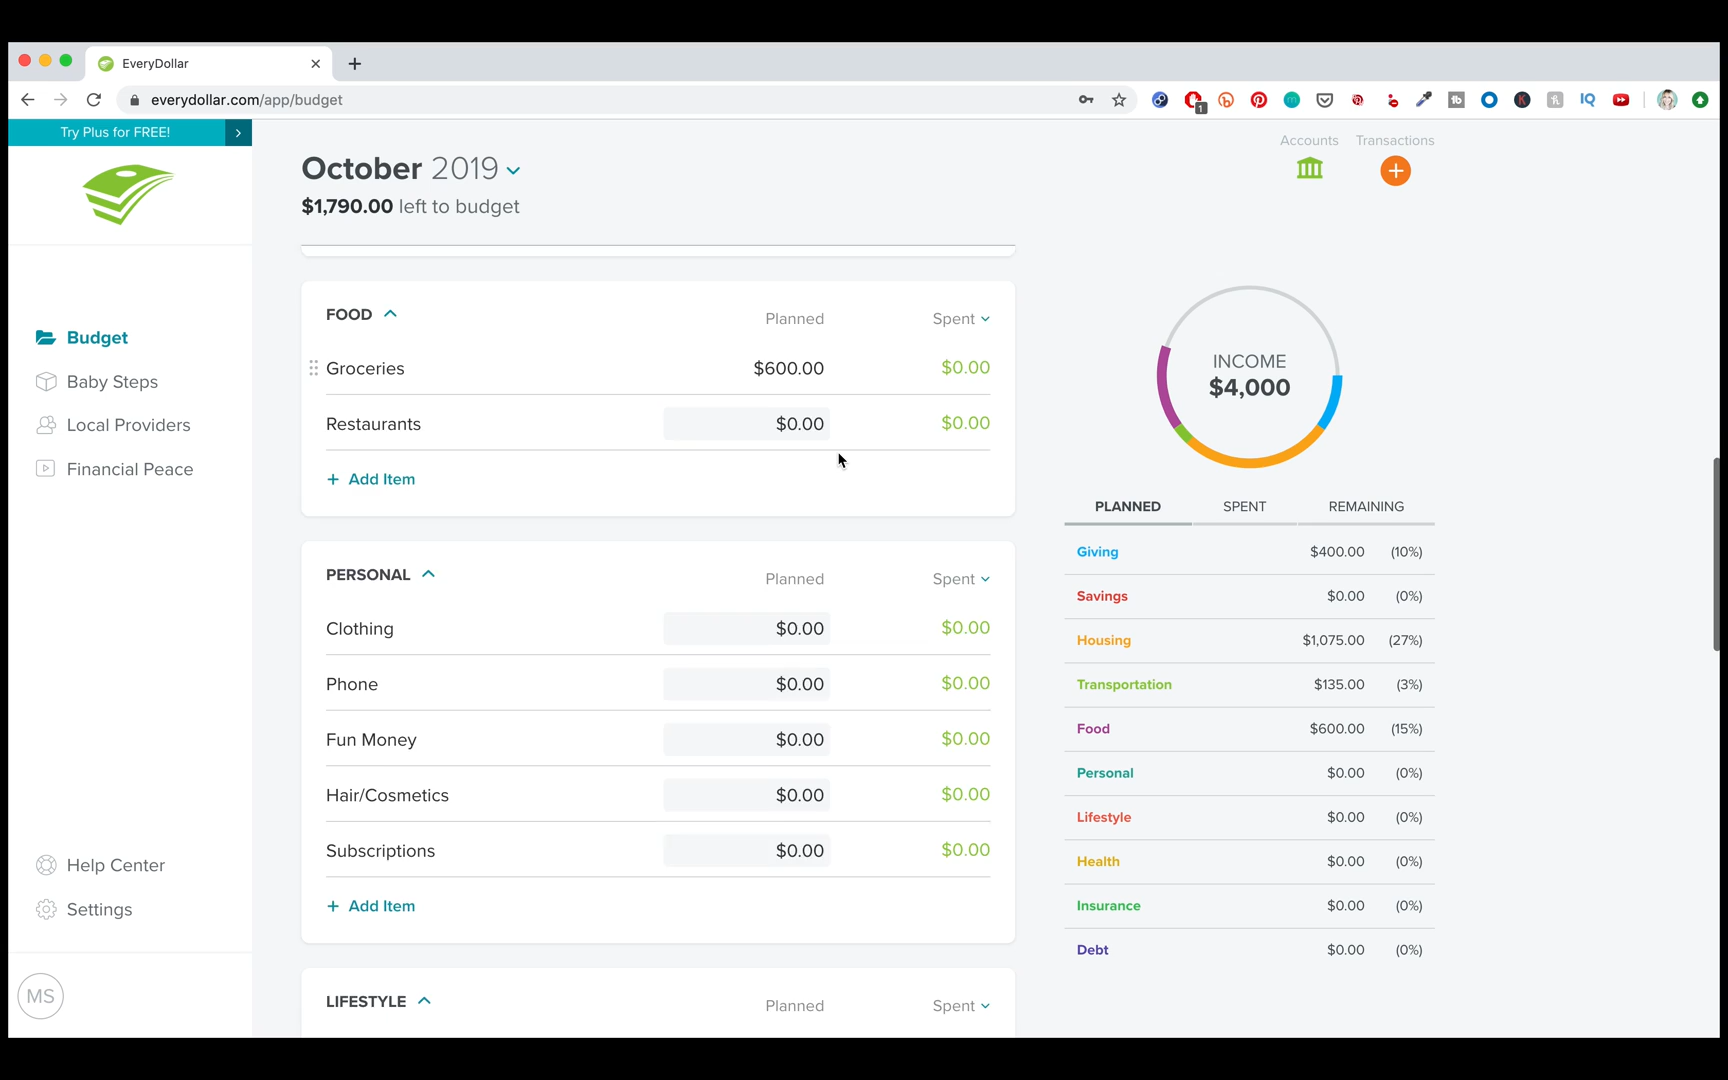 EveryDollar
everydollar.com/app/budget
1
Try Plus for FREE!
Accounts Transactions
October 2019
$1,790.00 left to budget
Budget
Baby Steps
Local Providers
Financial Peace
Help Center
Settings
MS
FOOD Planned Spent
Groceries $600.00 $0.00
Restaurants $0.00 $0.00
+ Add Item
PERSONAL Planned Spent
Clothing $0.00 $0.00
Phone $0.00 $0.00
Fun Money $0.00 $0.00
Hair/Cosmetics $0.00 $0.00
Subscriptions $0.00 $0.00
+ Add Item
LIFESTYLE Planned Spent
INCOME
$4,000
PLANNED SPENT REMAINING
Giving $400.00 (10%)
Savings $0.00 (0%)
Housing $1,075.00 (27%)
Transportation $135.00 (3%)
Food $600.00 (15%)
Personal $0.00 (0%)
Lifestyle $0.00 (0%)
Health $0.00 (0%)
Insurance $0.00 (0%)
Debt $0.00 (0%)